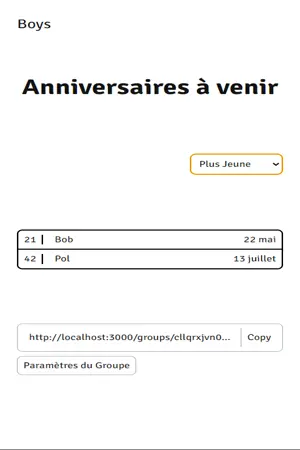 Boys
Anniversaires à venir
Plus Jeune
21 Bob 22 mai
42 Pol 13 juillet
http://localhost:3000/groups/cllqrxjvn0... Copy
Paramètres du Groupe